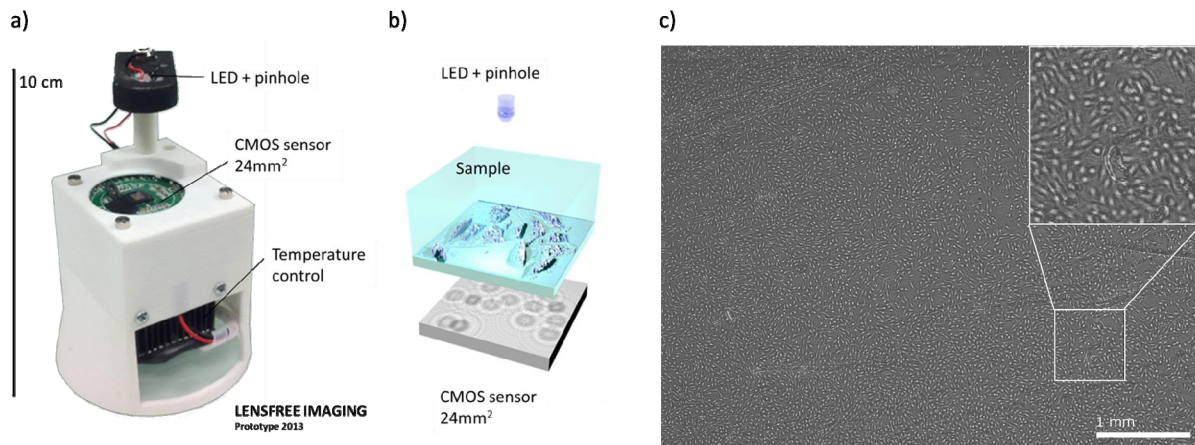 a)
10 cm
LED + pinhole
CMOS sensor
24mm²
Temperature
control
LENSFREE IMAGING
Prototype 2013
b)
LED + pinhole
Sample
CMOS sensor
24mm²
c)
1 mm